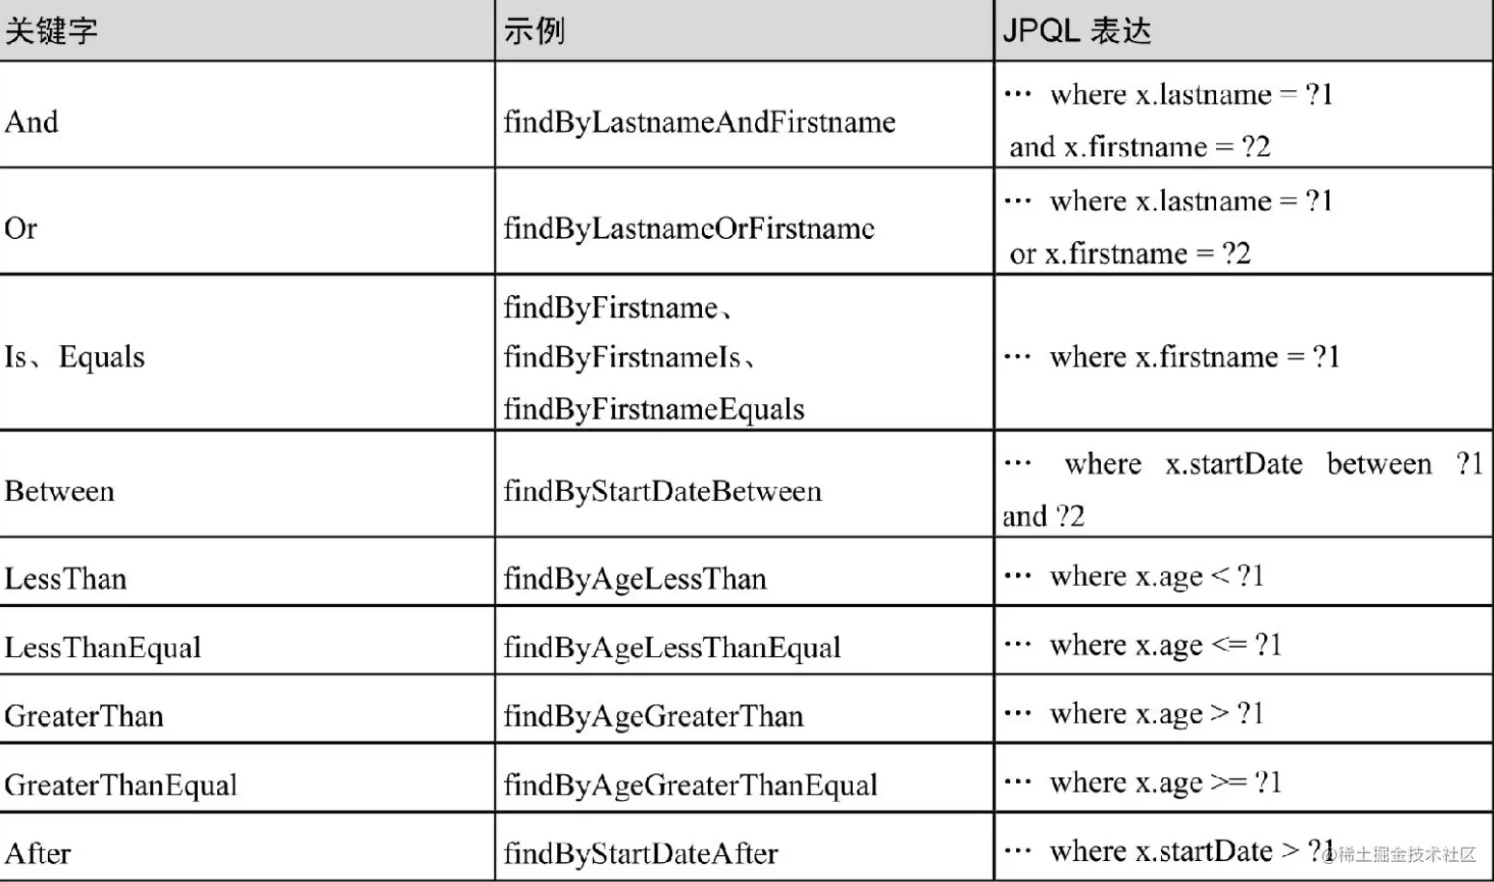 关键字 示例 JPQL 表达
And findByLastnameAndFirstname … where x.lastname = ?1
and x.firstname = ?2
Or findByLastnameOrFirstname … where x.lastname = ?1
or x.firstname = ?2
Is、Equals findByFirstname、
findByFirstnameIs、
findByFirstnameEquals
… where x.firstname = ?1
Between findByStartDateBetween … where x.startDate between ?1
and ?2
LessThan findByAgeLessThan … where x.age < ?1
LessThanEqual findByAgeLessThanEqual … where x.age <= ?1
GreaterThan findByAgeGreaterThan … where x.age > ?1
GreaterThanEqual findByAgeGreaterThanEqual … where x.age >= ?1
After findByStartDateAfter … where x.startDate > ?1
@稀土掘金技术社区